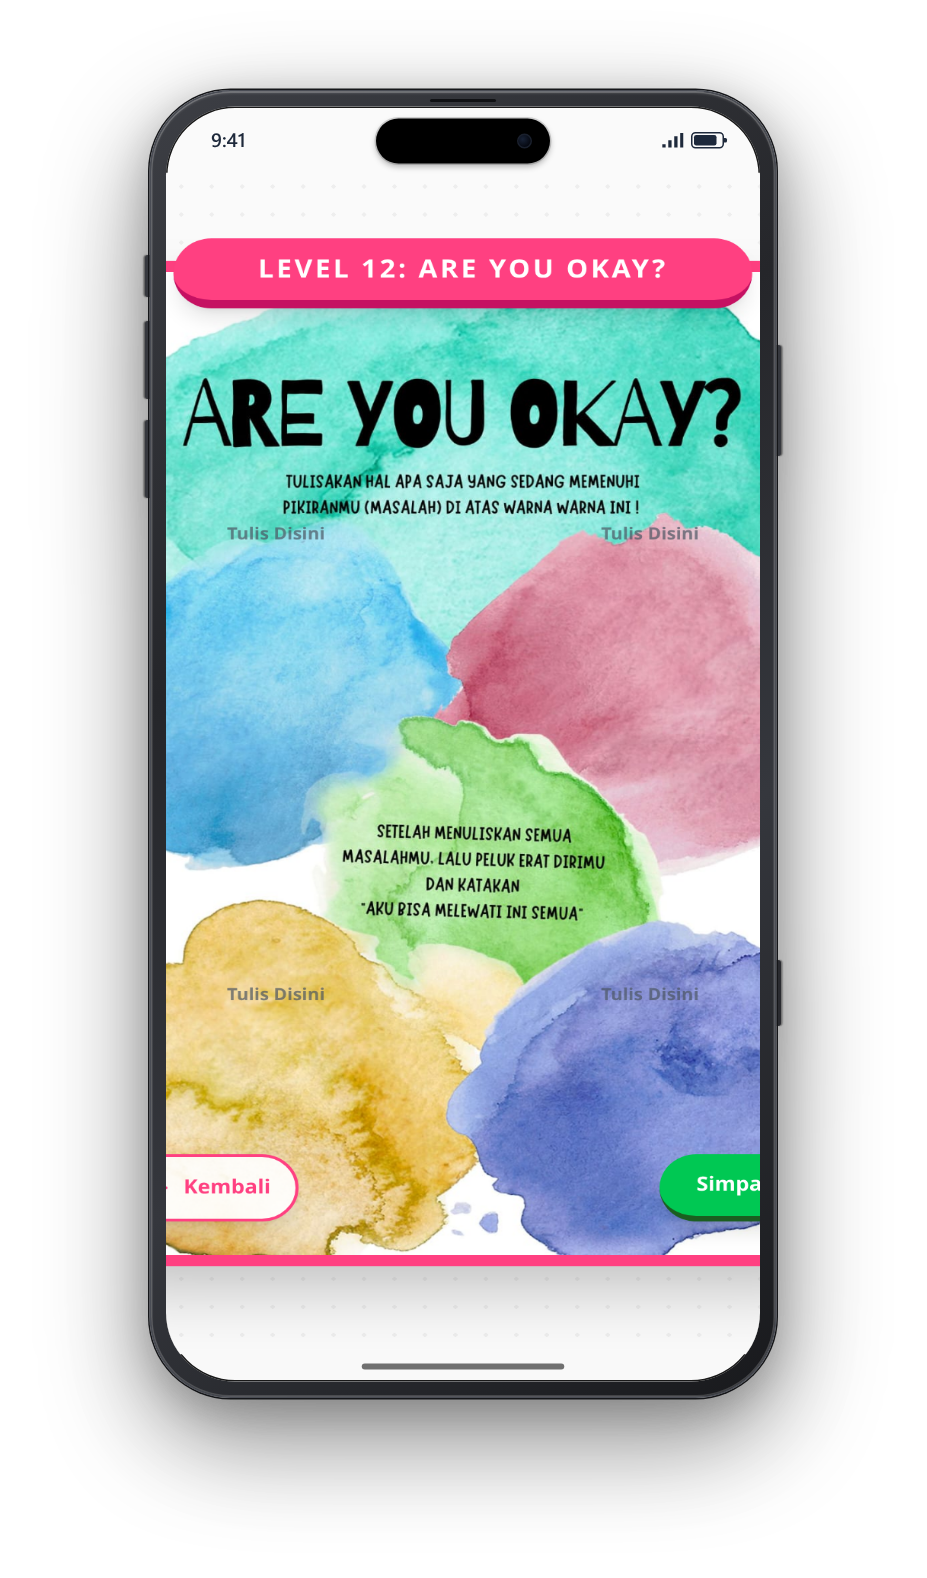 9:41
LEVEL 12: ARE YOU OKAY?
ARE YOU OKAY?
TULISAKAN HAL APA SAJA YANG SEDANG MEMENUHI
PIKIRANMU (MASALAH) DI ATAS WARNA WARNA INI !
Tulis Disini
Tulis Disini
SETELAH MENULISKAN SEMUA
MASALAHMU. LALU PELUK ERAT DIRIMU
DAN KATAKAN
"AKU BISA MELEWATI INI SEMUA"
Tulis Disini
Tulis Disini
Kembali
Simpa